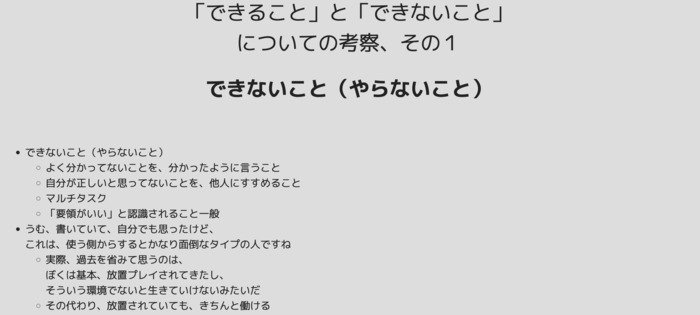 「できること」と「できないこと」
についての考察、その１
できないこと（やらないこと）
できないこと（やらないこと）
よく分かってないことを、分かったように言うこと
自分が正しいと思ってないことを、他人にすすめること
マルチタスク
「要領がいい」と認識されること一般
うむ、書いていて、自分でも思ったけど、
これは、使う側からするとかなり面倒なタイプの人ですね
実際、過去を省みて思うのは、
ぼくは基本、放置プレイされてきたし、
そういう環境でないと生きていけないみたいだ
その代わり、放置されていても、きちんと働ける